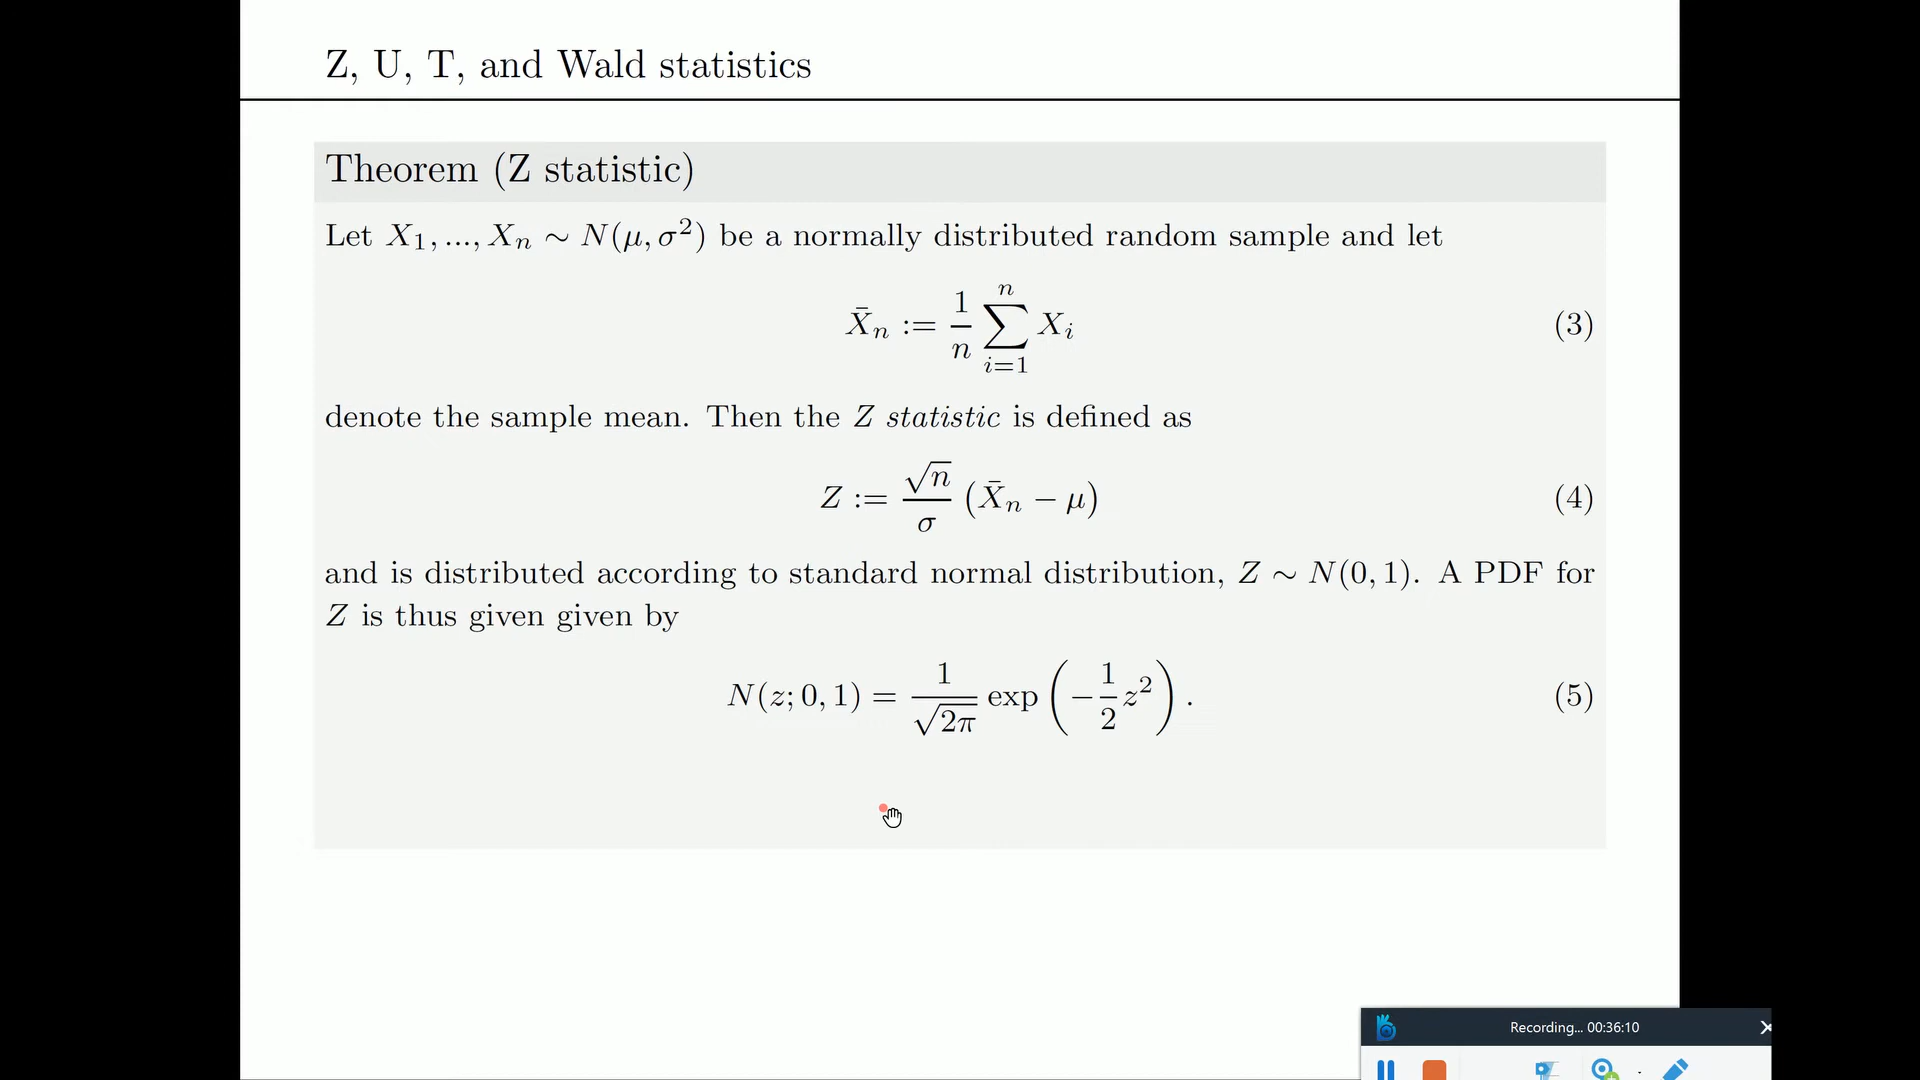 Z, U, T, and Wald statistics
Theorem (Z statistic)
Let X₁, ..., Xₙ ∼ N(μ, σ²) be a normally distributed random sample and let
X̄ₙ := 1/n ∑ᵢ₌₁ⁿ Xᵢ (3)
denote the sample mean. Then the Z statistic is defined as
Z := √n/σ (X̄ₙ − μ) (4)
and is distributed according to standard normal distribution, Z ∼ N(0, 1). A PDF for
Z is thus given given by
N(z; 0, 1) = 1/√2π exp (−1/2 z²) . (5)
Recording... 00:36:10